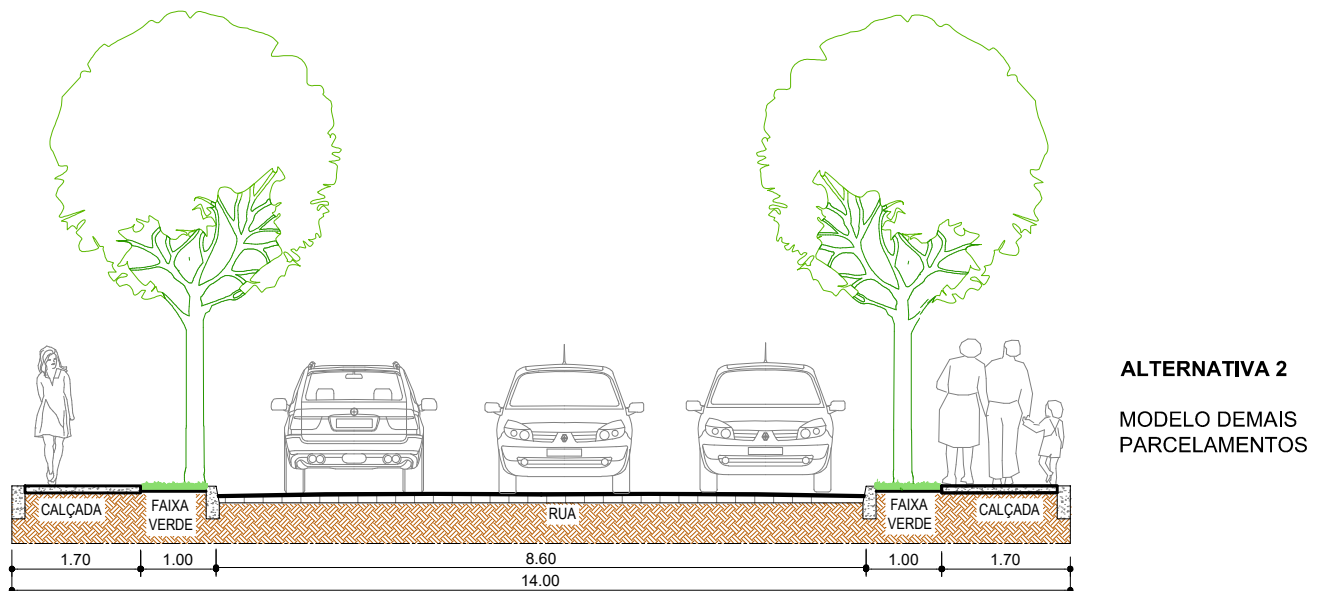 ALTERNATIVA 2
MODELO DEMAIS
PARCELAMENTOS
CALÇADA
FAIXA
VERDE
RUA
FAIXA
VERDE
CALÇADA
1.70
1.00
8.60
1.00
1.70
14.00